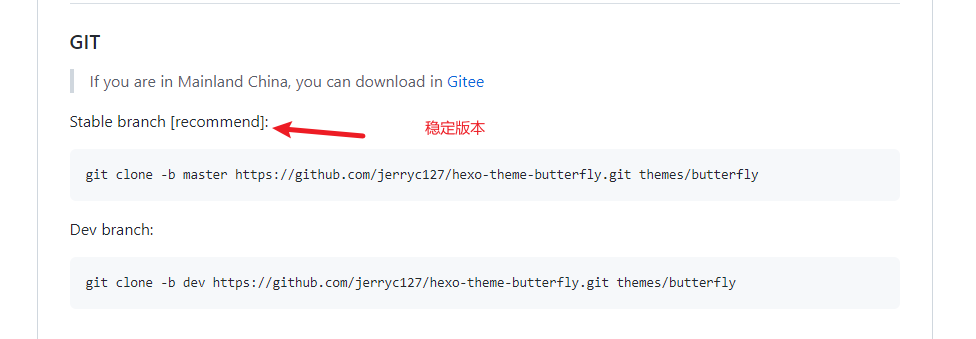 GIT
If you are in Mainland China, you can download in Gitee
Stable branch [recommend]:
稳定版本
git clone -b master https://github.com/jerryc127/hexo-theme-butterfly.git themes/butterfly
Dev branch:
git clone -b dev https://github.com/jerryc127/hexo-theme-butterfly.git themes/butterfly